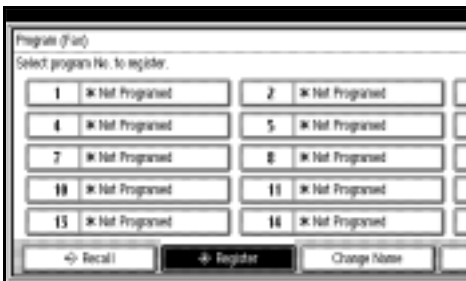 Program (Fax)
Select program No. to register.
1 * Not Programed 2 * Not Programed
4 * Not Programed 5 * Not Programed
7 * Not Programed 8 * Not Programed
10 * Not Programed 11 * Not Programed
13 * Not Programed 14 * Not Programed
Recall Register Change Name